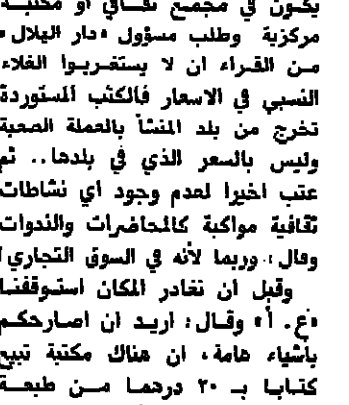 يكون في مجمع ثقافي او مكتبة
مركزية وطلب مسؤول «دار الهلال»
من القراء ان لا يستغربوا الغلاء
النسبي في الاسعار فالكتب المستوردة
تخرج من بلد المنشأ بالعملة الصعبة
وليس بالسعر الذي في بلدها.. ثم
عتب اخيرا لعدم وجود اي نشاطات
ثقافية مواكبة كالمحاضرات والندوات
وقال: وربما لأنه في السوق التجاري!
وقبل ان نغادر المكان استوقفنا
«ع. أ» وقال: اريد ان اصارحكم
بأشياء هامة، ان هناك مكتبة تبيع
كتابا بـ ٣٠ درهما من طبعة